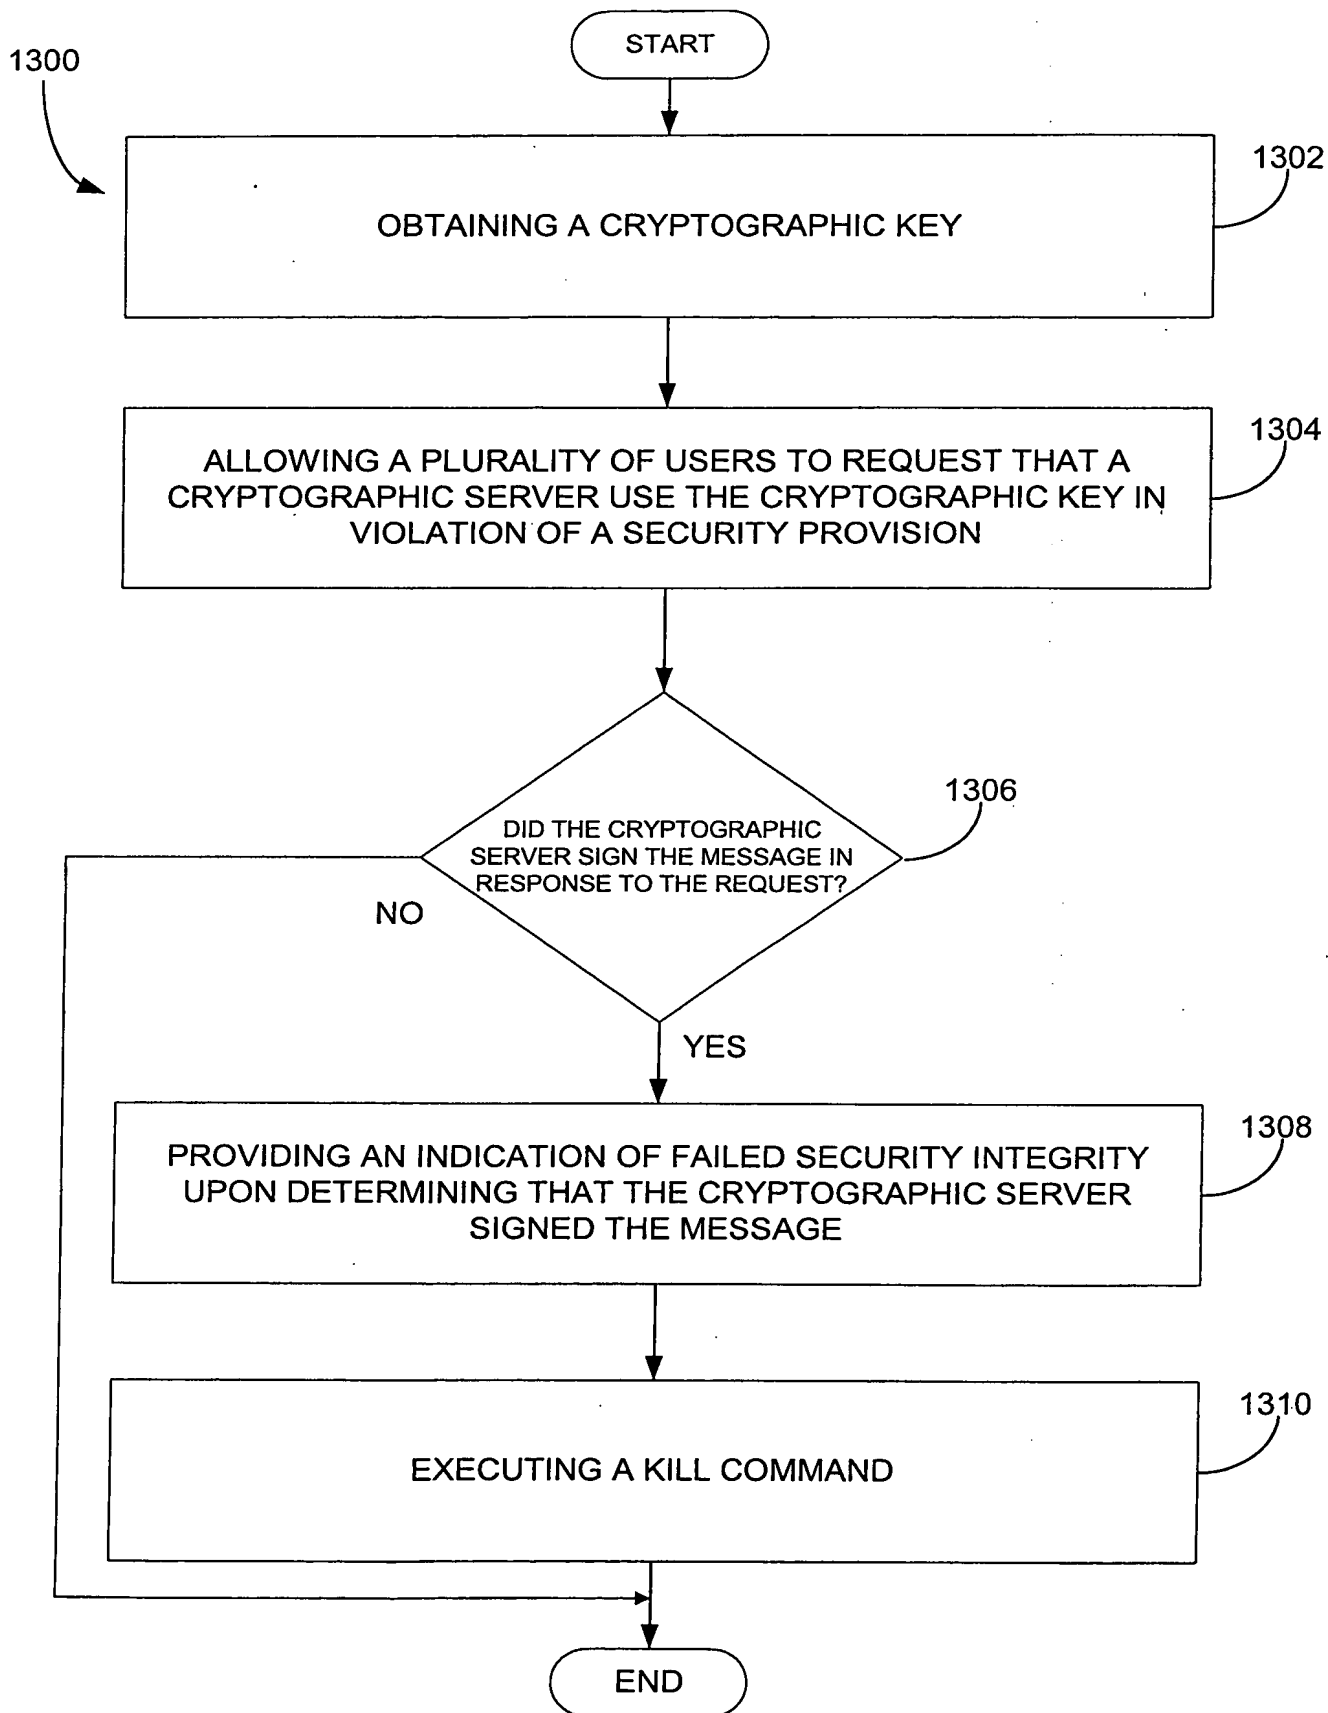 START
1300
1302
OBTAINING A CRYPTOGRAPHIC KEY
1304
ALLOWING A PLURALITY OF USERS TO REQUEST THAT A
CRYPTOGRAPHIC SERVER USE THE CRYPTOGRAPHIC KEY IN
VIOLATION OF A SECURITY PROVISION
1306
DID THE CRYPTOGRAPHIC
SERVER SIGN THE MESSAGE IN
RESPONSE TO THE REQUEST?
NO
YES
1308
PROVIDING AN INDICATION OF FAILED SECURITY INTEGRITY
UPON DETERMINING THAT THE CRYPTOGRAPHIC SERVER
SIGNED THE MESSAGE
1310
EXECUTING A KILL COMMAND
END